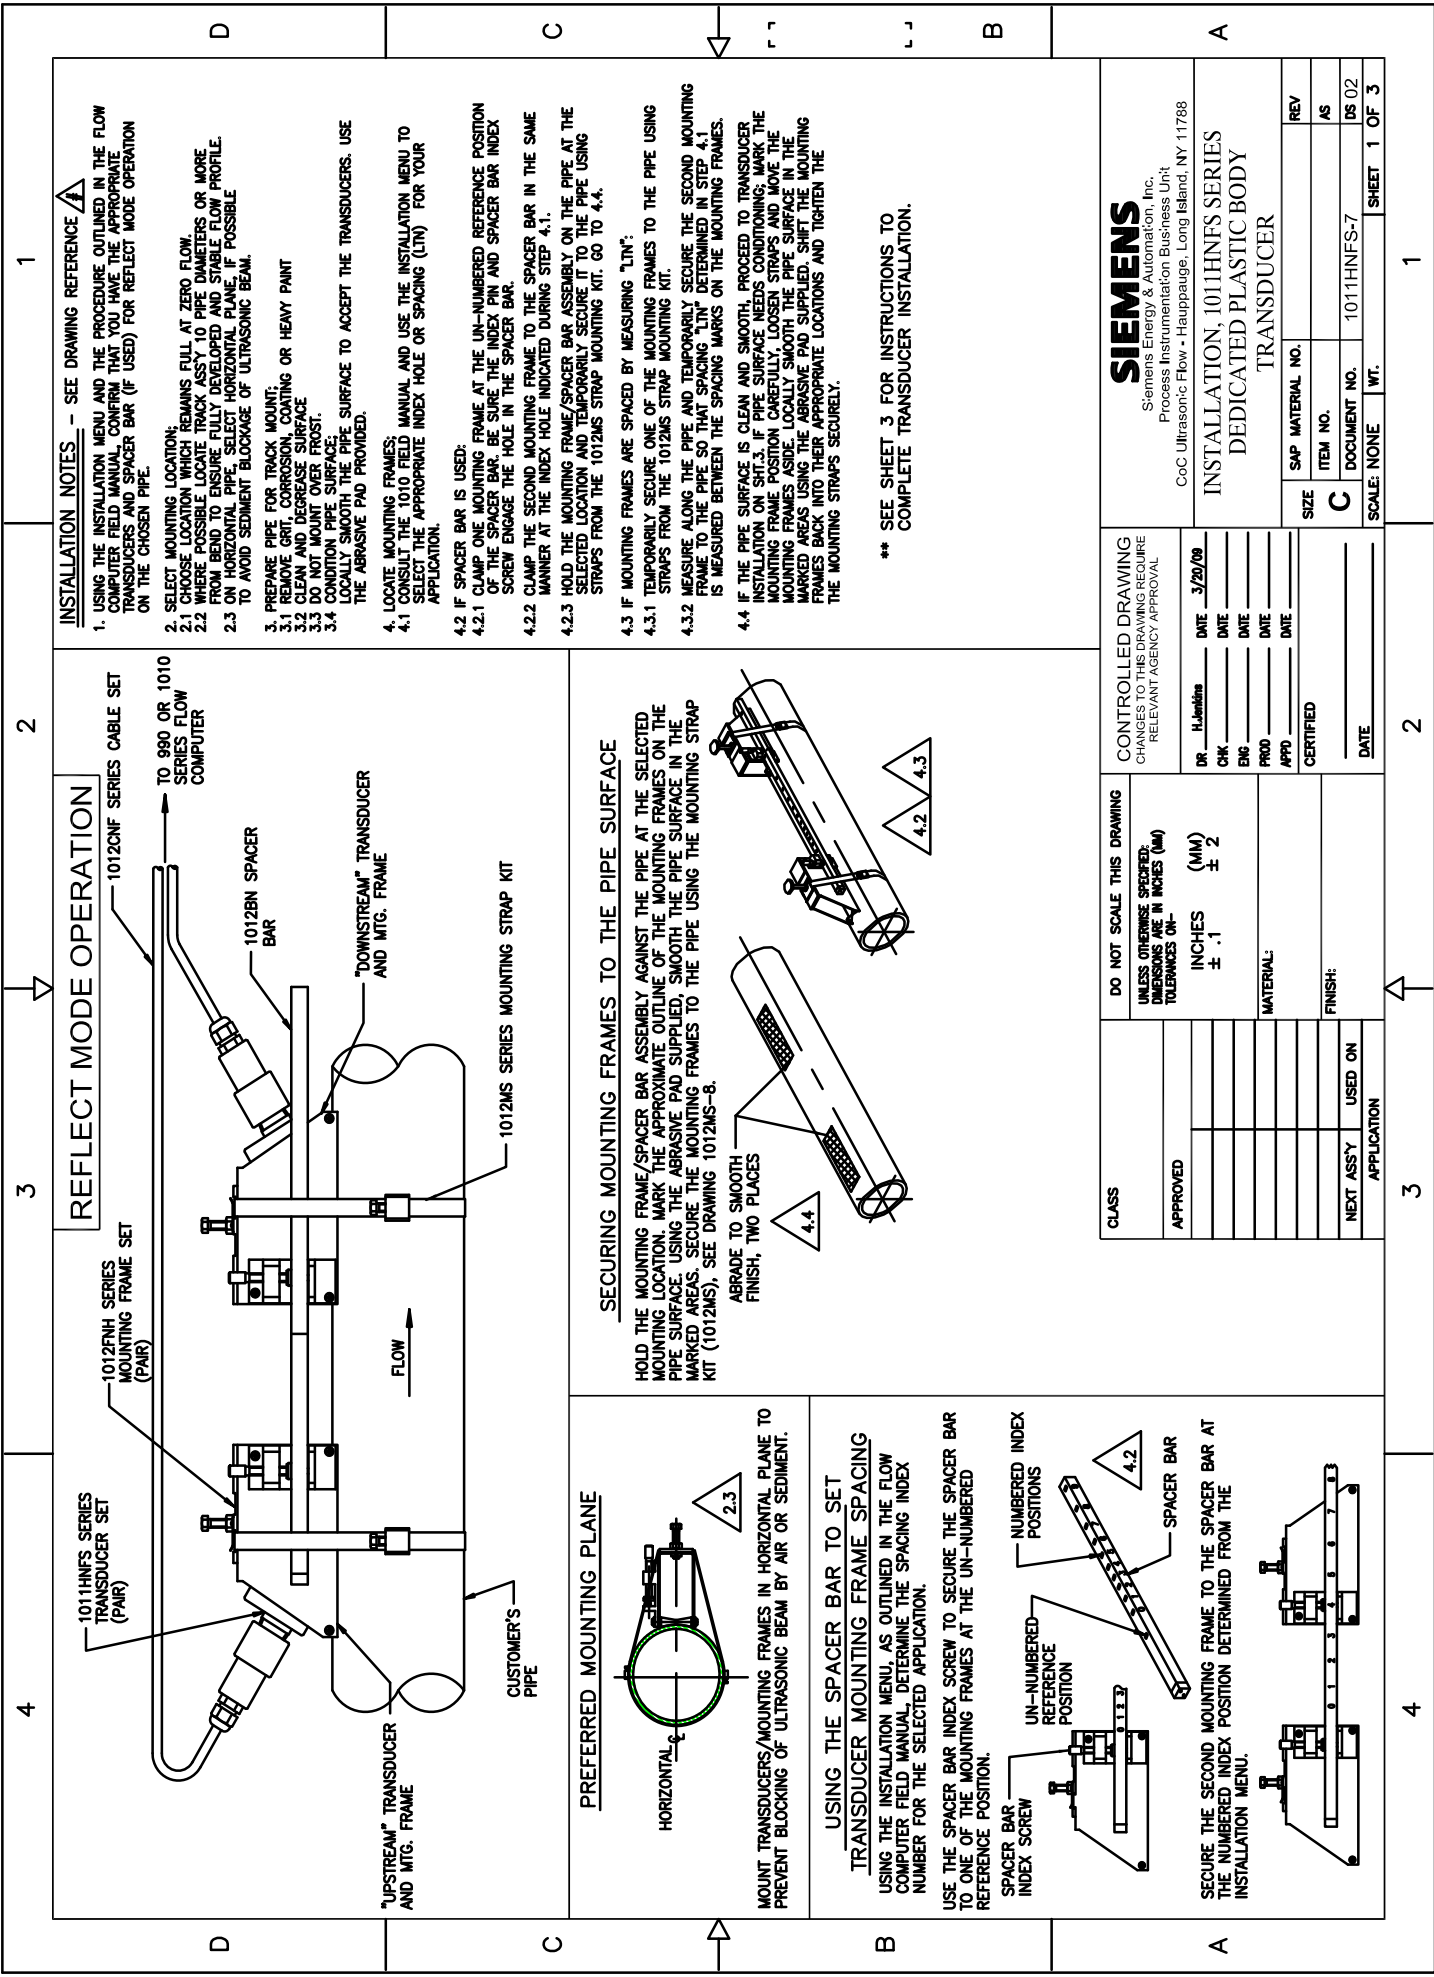 4
3
2
1
D
C
B
A
D
C
B
A
4
3
2
1
REFLECT MODE OPERATION
1011HNFS SERIES
TRANSDUCER SET
(PAIR)
1012FNH SERIES
MOUNTING FRAME SET
(PAIR)
1012CNF SERIES CABLE SET
TO 990 OR 1010
SERIES FLOW
COMPUTER
1012BN SPACER
BAR
"DOWNSTREAM" TRANSDUCER
AND MTG. FRAME
"UPSTREAM" TRANSDUCER
AND MTG. FRAME
FLOW
CUSTOMER'S
PIPE
1012MS SERIES MOUNTING STRAP KIT
PREFERRED MOUNTING PLANE
HORIZONTAL
2.3
MOUNT TRANSDUCERS/MOUNTING FRAMES IN HORIZONTAL PLANE TO
PREVENT BLOCKING OF ULTRASONIC BEAM BY AIR OR SEDIMENT.
USING THE SPACER BAR TO SET
TRANSDUCER MOUNTING FRAME SPACING
USING THE INSTALLATION MENU, AS OUTLINED IN THE FLOW
COMPUTER FIELD MANUAL, DETERMINE THE SPACING INDEX
NUMBER FOR THE SELECTED APPLICATION.
USE THE SPACER BAR INDEX SCREW TO SECURE THE SPACER BAR
TO ONE OF THE MOUNTING FRAMES AT THE UN-NUMBERED
REFERENCE POSITION.
SPACER BAR
INDEX SCREW
UN-NUMBERED
REFERENCE
POSITION
NUMBERED INDEX
POSITIONS
4.2
SPACER BAR
0 1 2 3
SECURE THE SECOND MOUNTING FRAME TO THE SPACER BAR AT
THE NUMBERED INDEX POSITION DETERMINED FROM THE
INSTALLATION MENU.
0 1 2 3 4 5 6 7 8
SECURING MOUNTING FRAMES TO THE PIPE SURFACE
HOLD THE MOUNTING FRAME/SPACER BAR ASSEMBLY AGAINST THE PIPE AT THE SELECTED
MOUNTING LOCATION. MARK THE APPROXIMATE OUTLINE OF THE MOUNTING FRAMES ON THE
PIPE SURFACE. USING THE ABRASIVE PAD SUPPLIED, SMOOTH THE PIPE SURFACE IN THE
MARKED AREAS. SECURE THE MOUNTING FRAMES TO THE PIPE USING THE MOUNTING STRAP
KIT (1012MS), SEE DRAWING 1012MS-8.
ABRADE TO SMOOTH
FINISH, TWO PLACES
4.4
4.2
4.3
INSTALLATION NOTES - SEE DRAWING REFERENCE #
1. USING THE INSTALLATION MENU AND THE PROCEDURE OUTLINED IN THE FLOW
COMPUTER FIELD MANUAL, CONFIRM THAT YOU HAVE THE APPROPRIATE
TRANSDUCERS AND SPACER BAR (IF USED) FOR REFLECT MODE OPERATION
ON THE CHOSEN PIPE.
2. SELECT MOUNTING LOCATION;
2.1 CHOOSE LOCATION WHICH REMAINS FULL AT ZERO FLOW.
2.2 WHERE POSSIBLE LOCATE TRACK ASS'Y 10 PIPE DIAMETERS OR MORE
FROM BEND TO ENSURE FULLY DEVELOPED AND STABLE FLOW PROFILE.
2.3 ON HORIZONTAL PIPE, SELECT HORIZONTAL PLANE, IF POSSIBLE
TO AVOID SEDIMENT BLOCKAGE OF ULTRASONIC BEAM.
3. PREPARE PIPE FOR TRACK MOUNT;
3.1 REMOVE GRIT, CORROSION, COATING OR HEAVY PAINT
3.2 CLEAN AND DEGREASE SURFACE
3.3 DO NOT MOUNT OVER FROST.
3.4 CONDITION PIPE SURFACE;
LOCALLY SMOOTH THE PIPE SURFACE TO ACCEPT THE TRANSDUCERS. USE
THE ABRASIVE PAD PROVIDED.
4. LOCATE MOUNTING FRAMES;
4.1 CONSULT THE 1010 FIELD MANUAL AND USE THE INSTALLATION MENU TO
SELECT THE APPROPRIATE INDEX HOLE OR SPACING (LTN) FOR YOUR
APPLICATION.
4.2 IF SPACER BAR IS USED:
4.2.1 CLAMP ONE MOUNTING FRAME AT THE UN-NUMBERED REFERENCE POSITION
OF THE SPACER BAR. BE SURE THE INDEX PIN AND SPACER BAR INDEX
SCREW ENGAGE THE HOLE IN THE SPACER BAR.
4.2.2 CLAMP THE SECOND MOUNTING FRAME TO THE SPACER BAR IN THE SAME
MANNER AT THE INDEX HOLE INDICATED DURING STEP 4.1.
4.2.3 HOLD THE MOUNTING FRAME/SPACER BAR ASSEMBLY ON THE PIPE AT THE
SELECTED LOCATION AND TEMPORARILY SECURE IT TO THE PIPE USING
STRAPS FROM THE 1012MS STRAP MOUNTING KIT. GO TO 4.4.
4.3 IF MOUNTING FRAMES ARE SPACED BY MEASURING "LTN":
4.3.1 TEMPORARILY SECURE ONE OF THE MOUNTING FRAMES TO THE PIPE USING
STRAPS FROM THE 1012MS STRAP MOUNTING KIT.
4.3.2 MEASURE ALONG THE PIPE AND TEMPORARILY SECURE THE SECOND MOUNTING
FRAME TO THE PIPE SO THAT SPACING "LTN" DETERMINED IN STEP 4.1
IS MEASURED BETWEEN THE SPACING MARKS ON THE MOUNTING FRAMES.
4.4 IF THE PIPE SURFACE IS CLEAN AND SMOOTH, PROCEED TO TRANSDUCER
INSTALLATION ON SHT.3. IF PIPE SURFACE NEEDS CONDITIONING; MARK THE
MOUNTING FRAME POSITION CAREFULLY, LOOSEN STRAPS AND MOVE THE
MOUNTING FRAMES ASIDE. LOCALLY SMOOTH THE PIPE SURFACE IN THE
MARKED AREAS USING THE ABRASIVE PAD SUPPLIED. SHIFT THE MOUNTING
FRAMES BACK INTO THEIR APPROPRIATE LOCATIONS AND TIGHTEN THE
THE MOUNTING STRAPS SECURELY.
** SEE SHEET 3 FOR INSTRUCTIONS TO
COMPLETE TRANSDUCER INSTALLATION.
CLASS
APPROVED
NEXT ASS'Y
USED ON
APPLICATION
DO NOT SCALE THIS DRAWING
UNLESS OTHERWISE SPECIFIED:
DIMENSIONS ARE IN INCHES (MM)
TOLERANCES ON-
INCHES (MM)
± .1 ± 2
MATERIAL:
FINISH:
CONTROLLED DRAWING
CHANGES TO THIS DRAWING REQUIRE
RELEVANT AGENCY APPROVAL
DR H.Jenkins DATE 3/20/09
CHK DATE
ENG DATE
PROD DATE
APPD DATE
CERTIFIED
DATE
SIEMENS
Siemens Energy & Automation, Inc.
Process Instrumentation Business Unit
CoC Ultrasonic Flow - Hauppauge, Long Island, NY 11788
INSTALLATION, 1011HNFS SERIES
DEDICATED PLASTIC BODY
TRANSDUCER
SIZE
C
SAP MATERIAL NO.
REV
ITEM NO.
AS
DOCUMENT NO. 1011HNFS-7
DS 02
SCALE: NONE
WT.
SHEET 1 OF 3